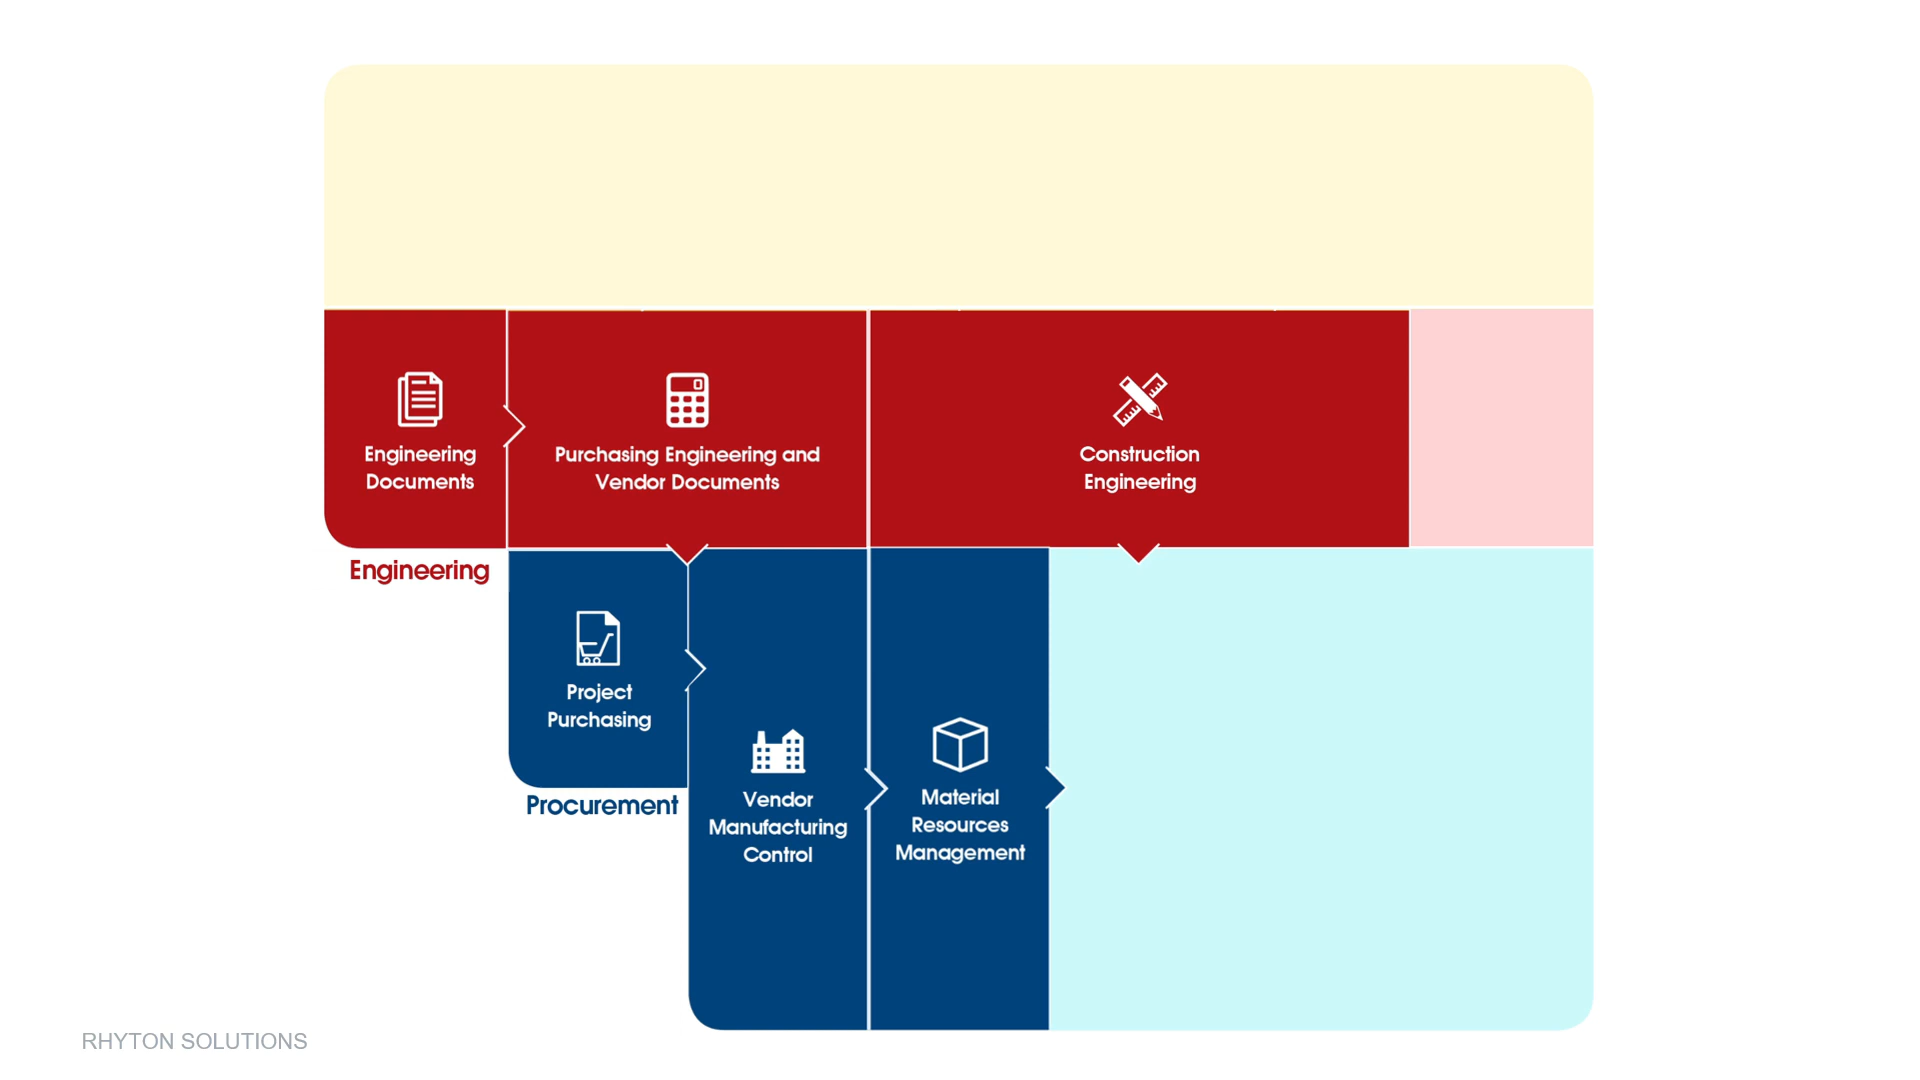 Engineering
Documents
Purchasing Engineering and
Vendor Documents
Construction
Engineering
Engineering
Project
Purchasing
Procurement
Vendor
Manufacturing
Control
Material
Resources
Management
RHYTON SOLUTIONS